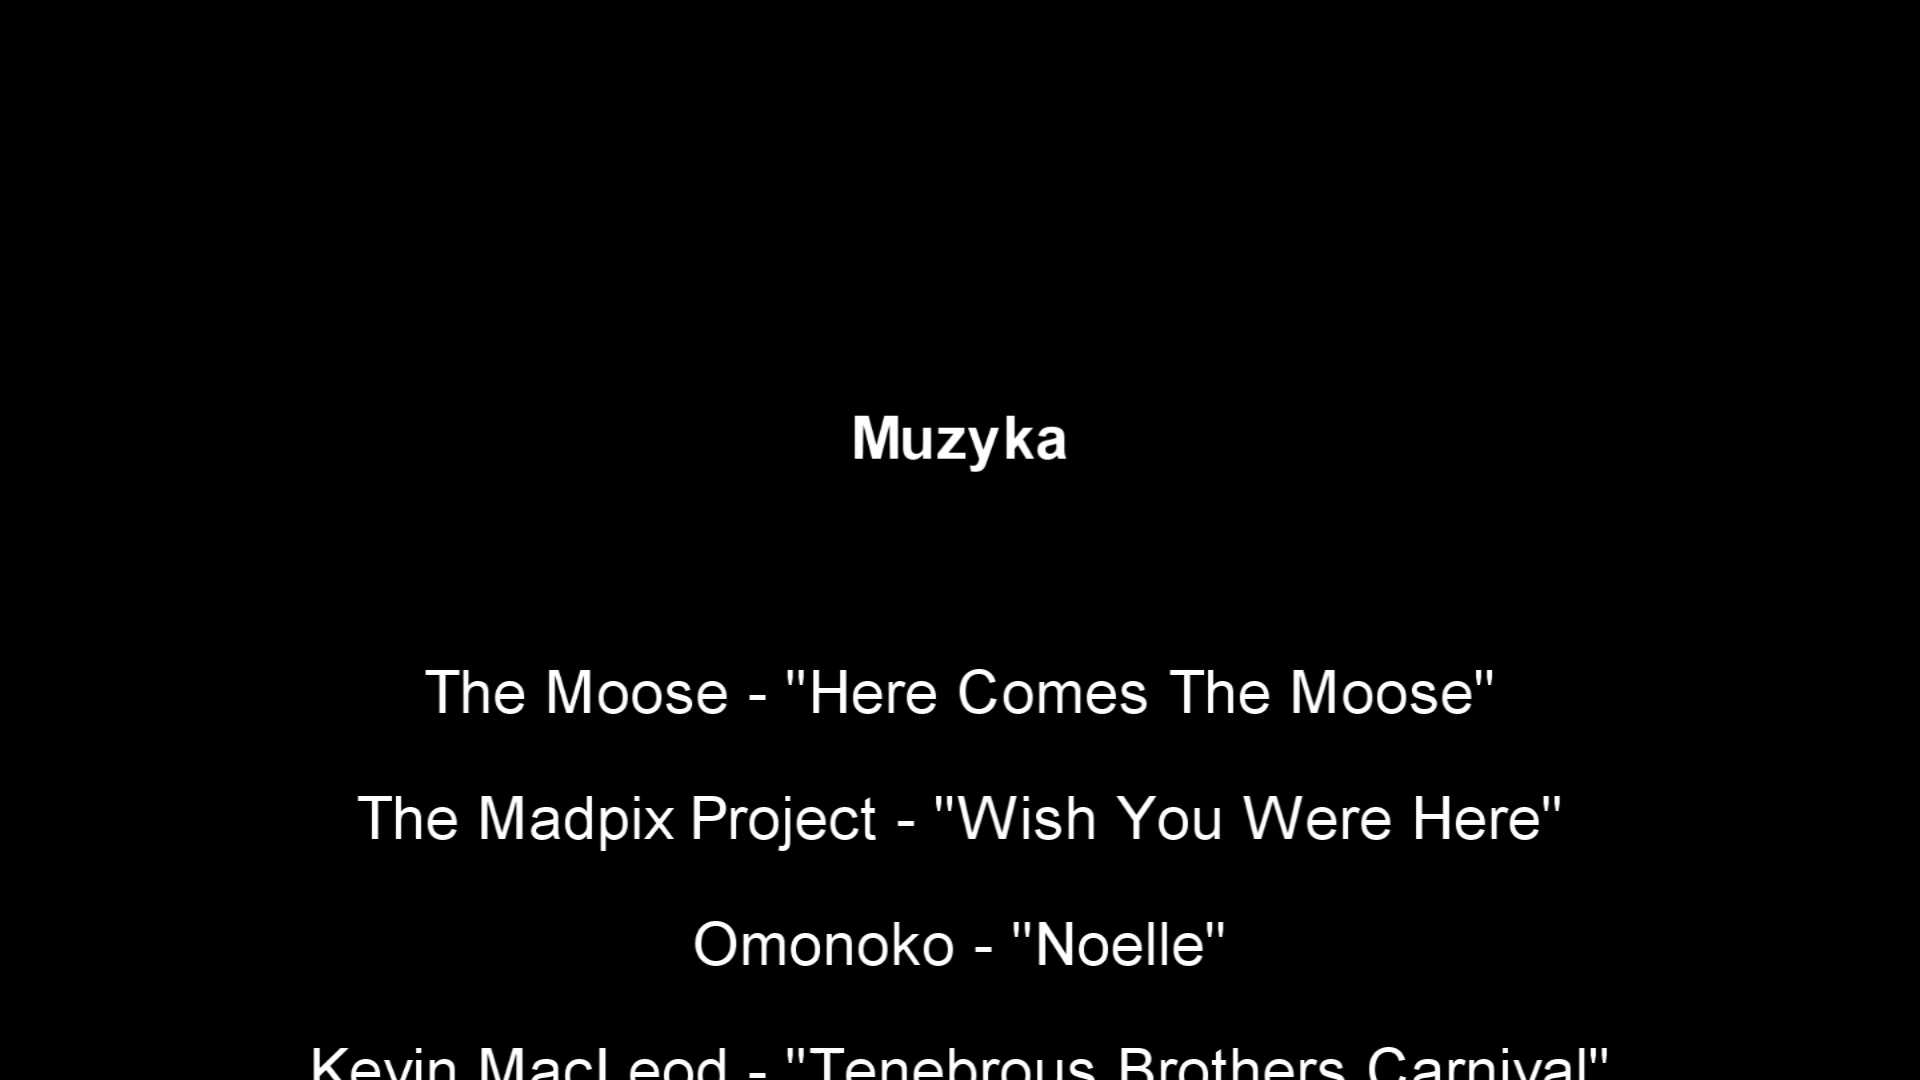 Muzyka
The Moose - "Here Comes The Moose"
The Madpix Project - "Wish You Were Here"
Omonoko - "Noelle"
Kevin MacLeod - "Tenebrous Brothers Carnival"